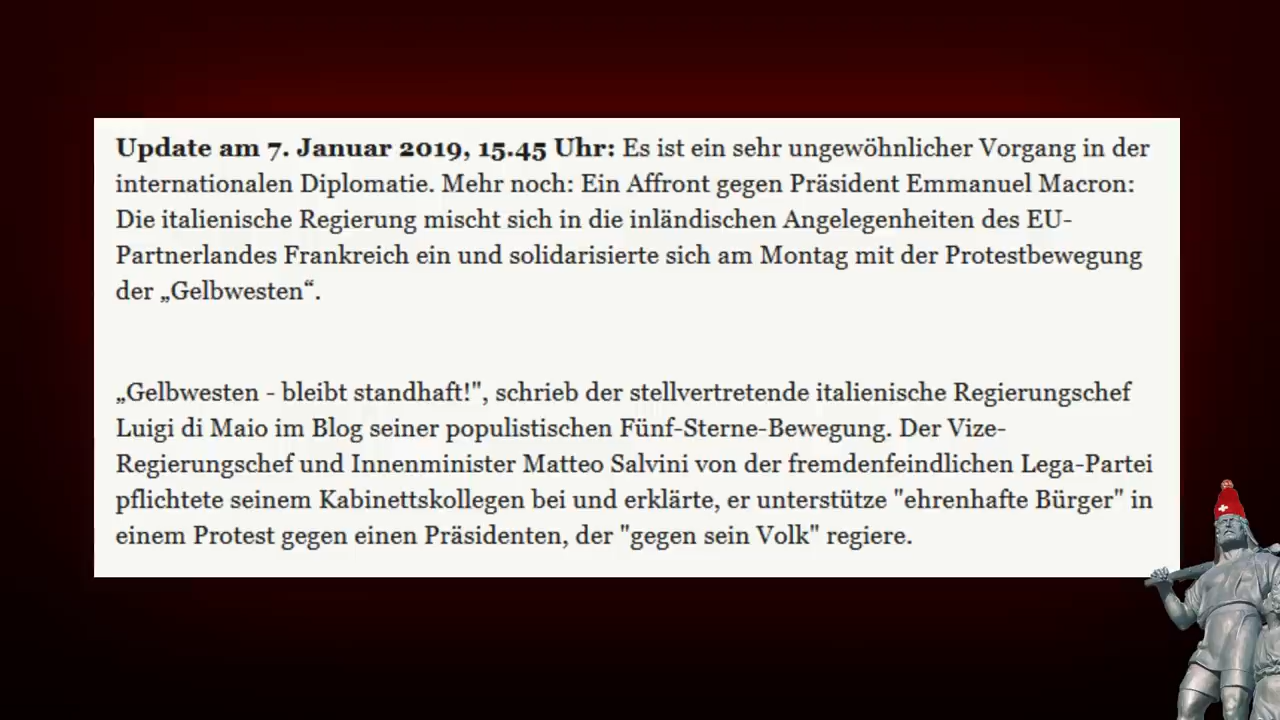 Update am 7. Januar 2019, 15.45 Uhr: Es ist ein sehr ungewöhnlicher Vorgang in der
internationalen Diplomatie. Mehr noch: Ein Affront gegen Präsident Emmanuel Macron:
Die italienische Regierung mischt sich in die inländischen Angelegenheiten des EU-
Partnerlandes Frankreich ein und solidarisierte sich am Montag mit der Protestbewegung
der „Gelbwesten“.
„Gelbwesten - bleibt standhaft!", schrieb der stellvertretende italienische Regierungschef
Luigi di Maio im Blog seiner populistischen Fünf-Sterne-Bewegung. Der Vize-
Regierungschef und Innenminister Matteo Salvini von der fremdenfeindlichen Lega-Partei
pflichtete seinem Kabinettskollegen bei und erklärte, er unterstütze "ehrenhafte Bürger" in
einem Protest gegen einen Präsidenten, der "gegen sein Volk" regiere.